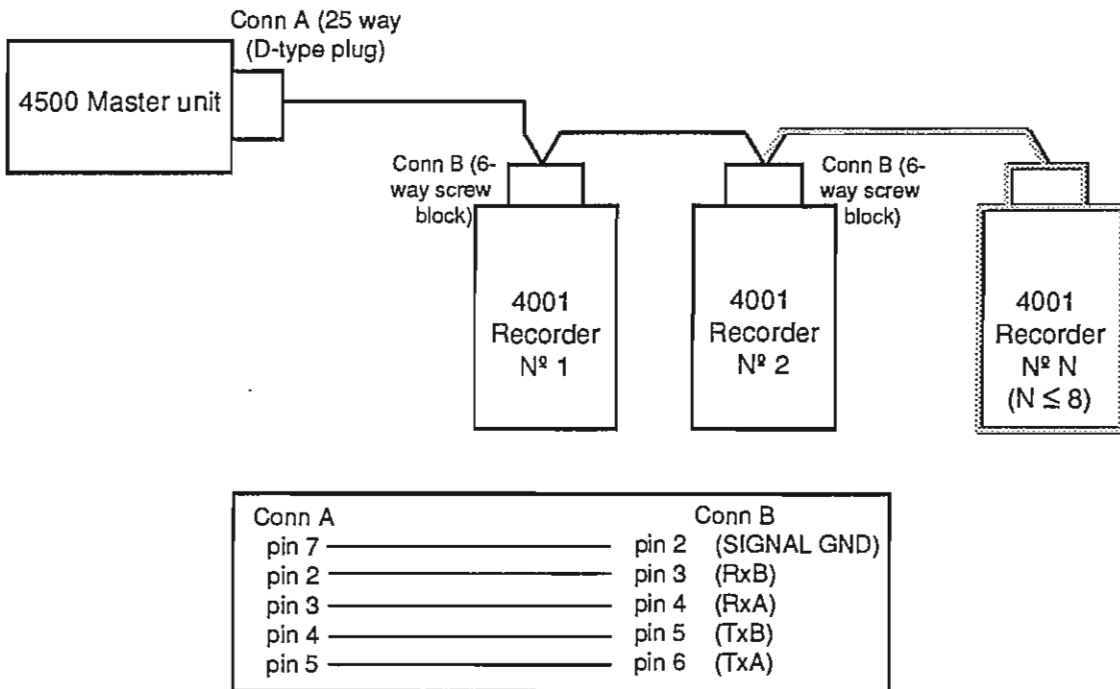 Conn A (25 way
(D-type plug)
4500 Master unit
Conn B (6-
way screw
block)
Conn B (6-
way screw
block)
4001
Recorder
Nº 1
4001
Recorder
Nº 2
4001
Recorder
Nº N
(N ≦ 8)
Conn A Conn B
pin 7 pin 2 (SIGNAL GND)
pin 2 pin 3 (RxB)
pin 3 pin 4 (RxA)
pin 4 pin 5 (TxB)
pin 5 pin 6 (TxA)